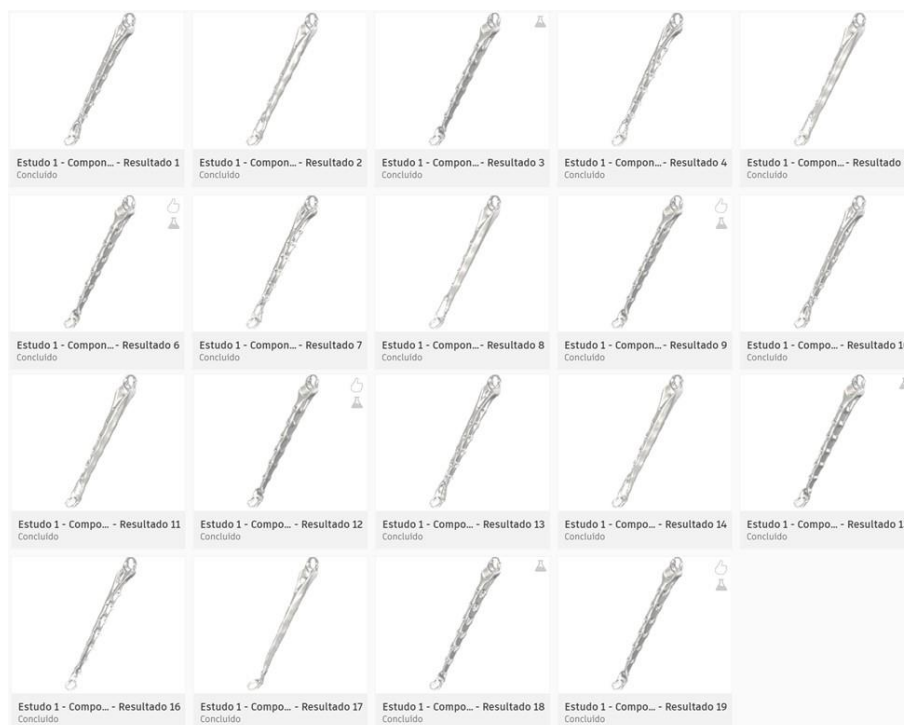 Estudo 1 - Compon... - Resultado 1
Concluído
Estudo 1 - Compon... - Resultado 2
Concluído
Estudo 1 - Compon... - Resultado 3
Concluído
Estudo 1 - Compon... - Resultado 4
Concluído
Estudo 1 - Compon... - Resultado
Concluído
Estudo 1 - Compon... - Resultado 6
Concluído
Estudo 1 - Compon... - Resultado 7
Concluído
Estudo 1 - Compon... - Resultado 8
Concluído
Estudo 1 - Compon... - Resultado 9
Concluído
Estudo 1 - Compo... - Resultado 10
Concluído
Estudo 1 - Compo... - Resultado 11
Concluído
Estudo 1 - Compo... - Resultado 12
Concluído
Estudo 1 - Compo... - Resultado 13
Concluído
Estudo 1 - Compo... - Resultado 14
Concluído
Estudo 1 - Compo... - Resultado
Concluído
Estudo 1 - Compo... - Resultado 16
Concluído
Estudo 1 - Compo... - Resultado 17
Concluído
Estudo 1 - Compo... - Resultado 18
Concluído
Estudo 1 - Compo... - Resultado 19
Concluído